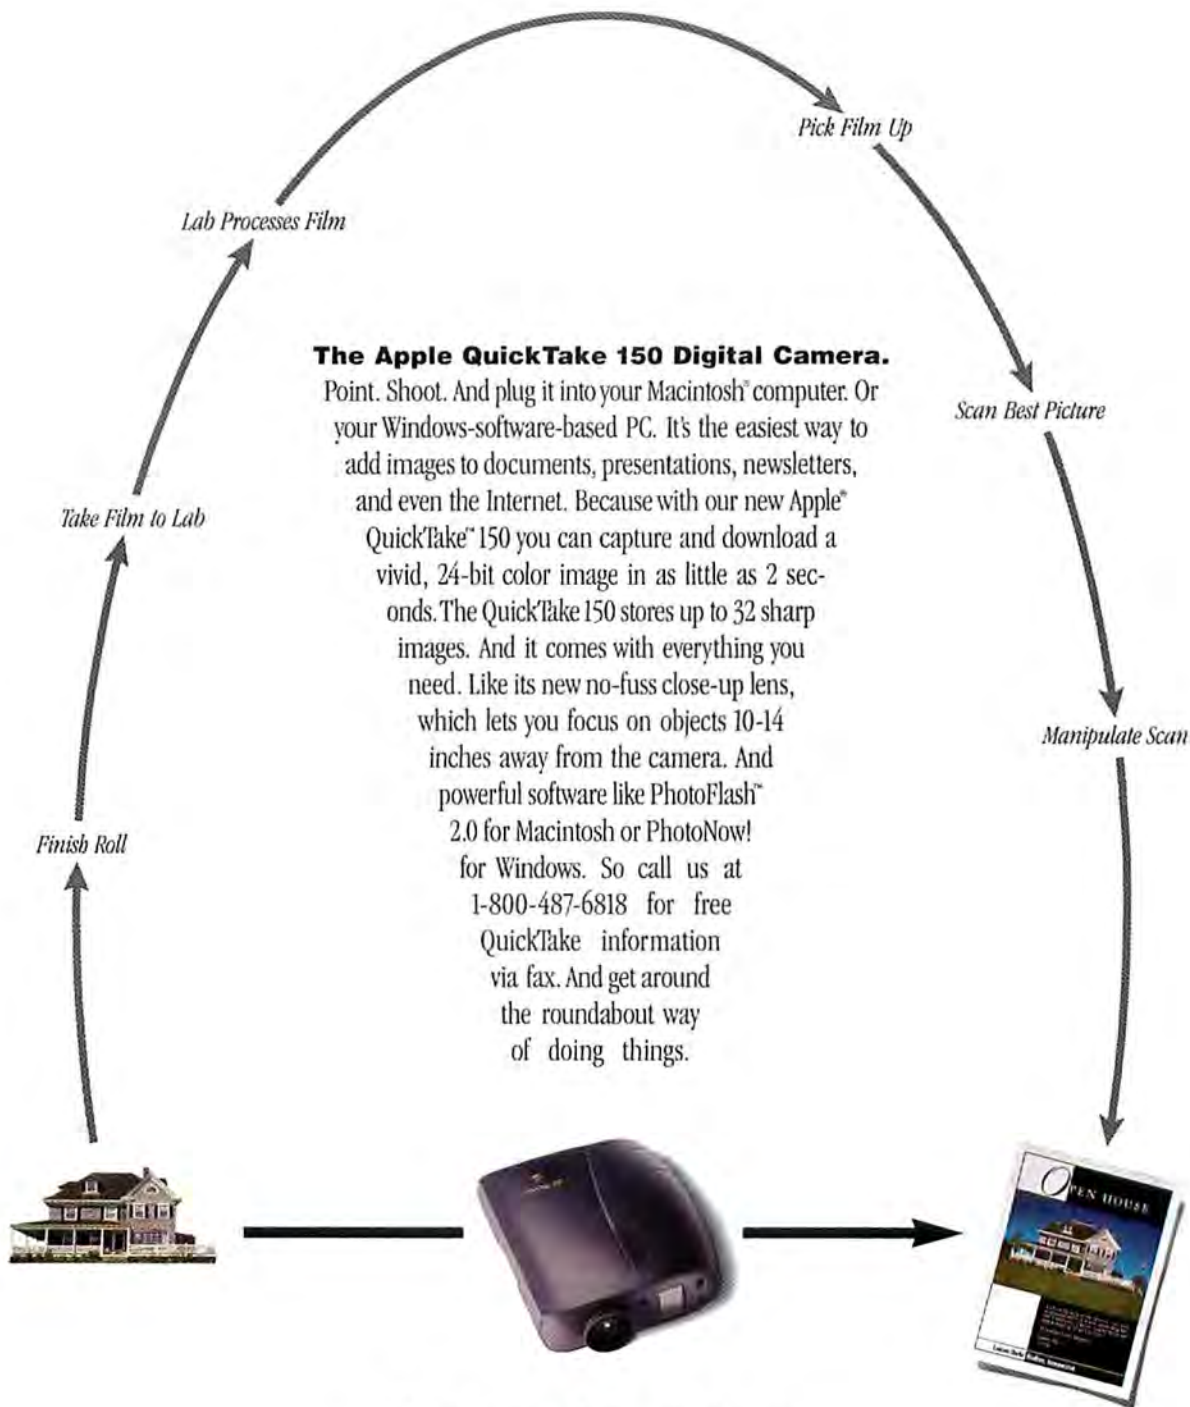 Pick Film Up
Lab Processes Film
The Apple QuickTake 150 Digital Camera.
Point. Shoot. And plug it into your Macintosh® computer. Or
your Windows-software-based PC. It's the easiest way to
add images to documents, presentations, newsletters,
and even the Internet. Because with our new Apple®
QuickTake™ 150 you can capture and download a
vivid, 24-bit color image in as little as 2 sec-
onds. The QuickTake 150 stores up to 32 sharp
images. And it comes with everything you
need. Like its new no-fuss close-up lens,
which lets you focus on objects 10-14
inches away from the camera. And
powerful software like PhotoFlash™
2.0 for Macintosh or PhotoNow!
for Windows. So call us at
1-800-487-6818 for free
QuickTake information
via fax. And get around
the roundabout way
of doing things.
Scan Best Picture
Take Film to Lab
Manipulate Scan
Finish Roll
OPEN HOUSE